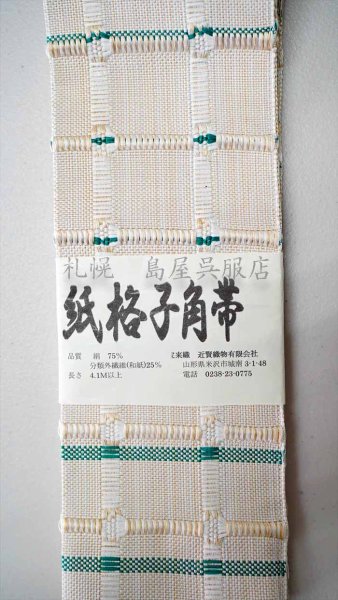 札幌 島屋呉服店
紙格子角帯
品質 絹 75%
分類外繊維(和紙)25%
長さ 4.1M以上
来織 近賢織物有限会社
山形県米沢市城南 3-1-48
電話 0238-23-0775